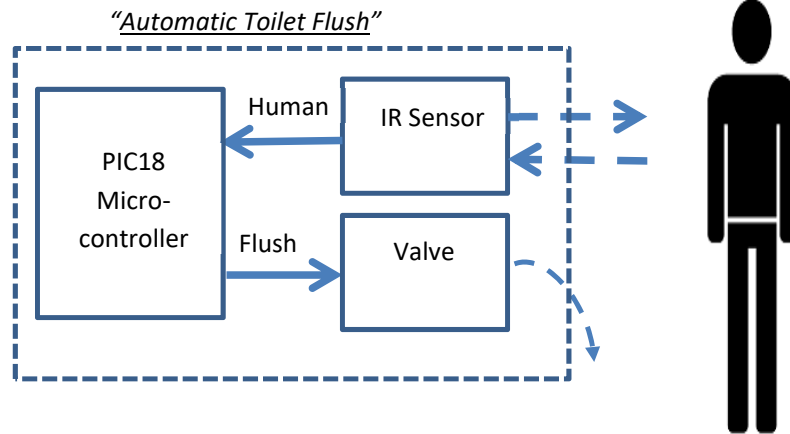 “Automatic Toilet Flush”
Human
IR Sensor
PIC18
Micro-
controller
Flush
Valve